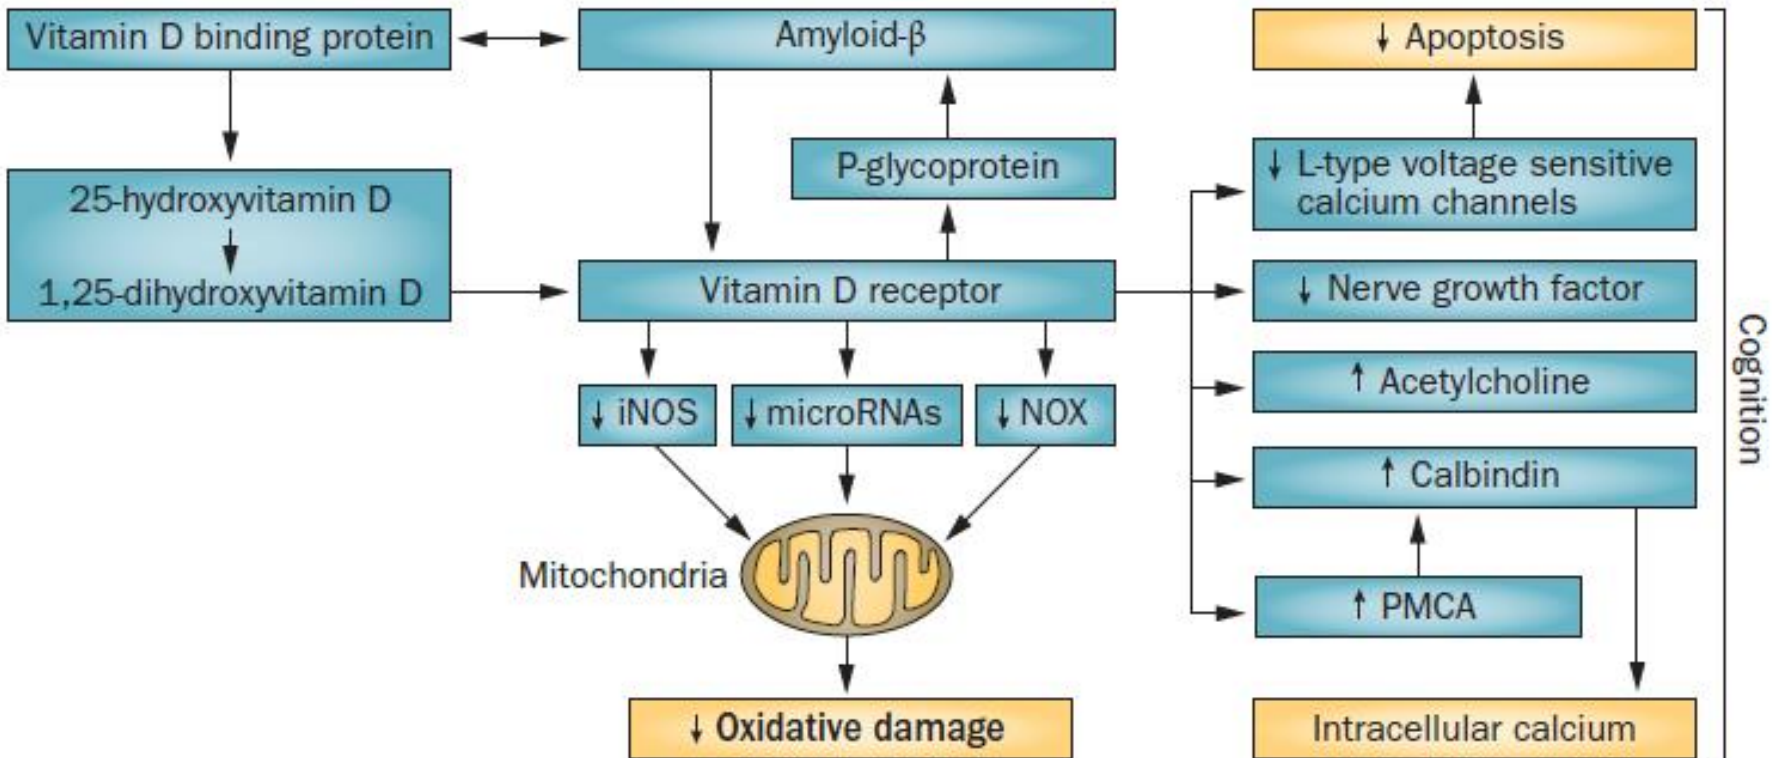 Vitamin D binding protein
Amyloid-β
↓ Apoptosis
P-glycoprotein
↓ L-type voltage sensitive
calcium channels
25-hydroxyvitamin D
1,25-dihydroxyvitamin D
Vitamin D receptor
↓ Nerve growth factor
↑ Acetylcholine
↓ iNOS
↓ microRNAs
↓ NOX
↑ Calbindin
Cognition
Mitochondria
↑ PMCA
↓ Oxidative damage
Intracellular calcium